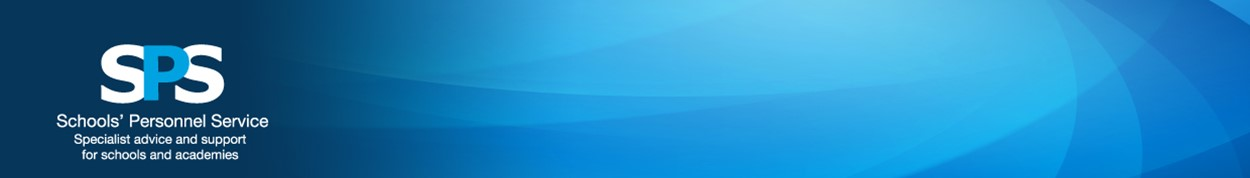 SPS
Schools' Personnel Service
Specialist advice and support
for schools and academies